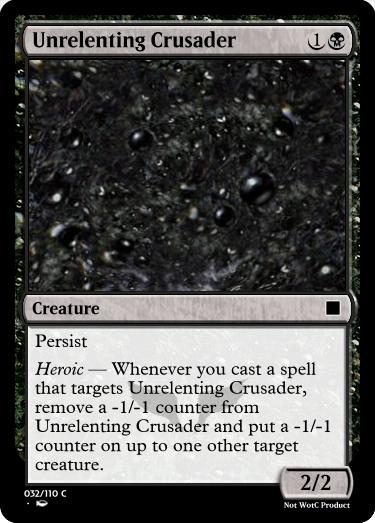 Unrelenting Crusader 1
Creature
Persist
Heroic — Whenever you cast a spell
that targets Unrelenting Crusader,
remove a -1/-1 counter from
Unrelenting Crusader and put a -1/-1
counter on up to one other target
creature.
2/2
032/110 C
Not WotC Product